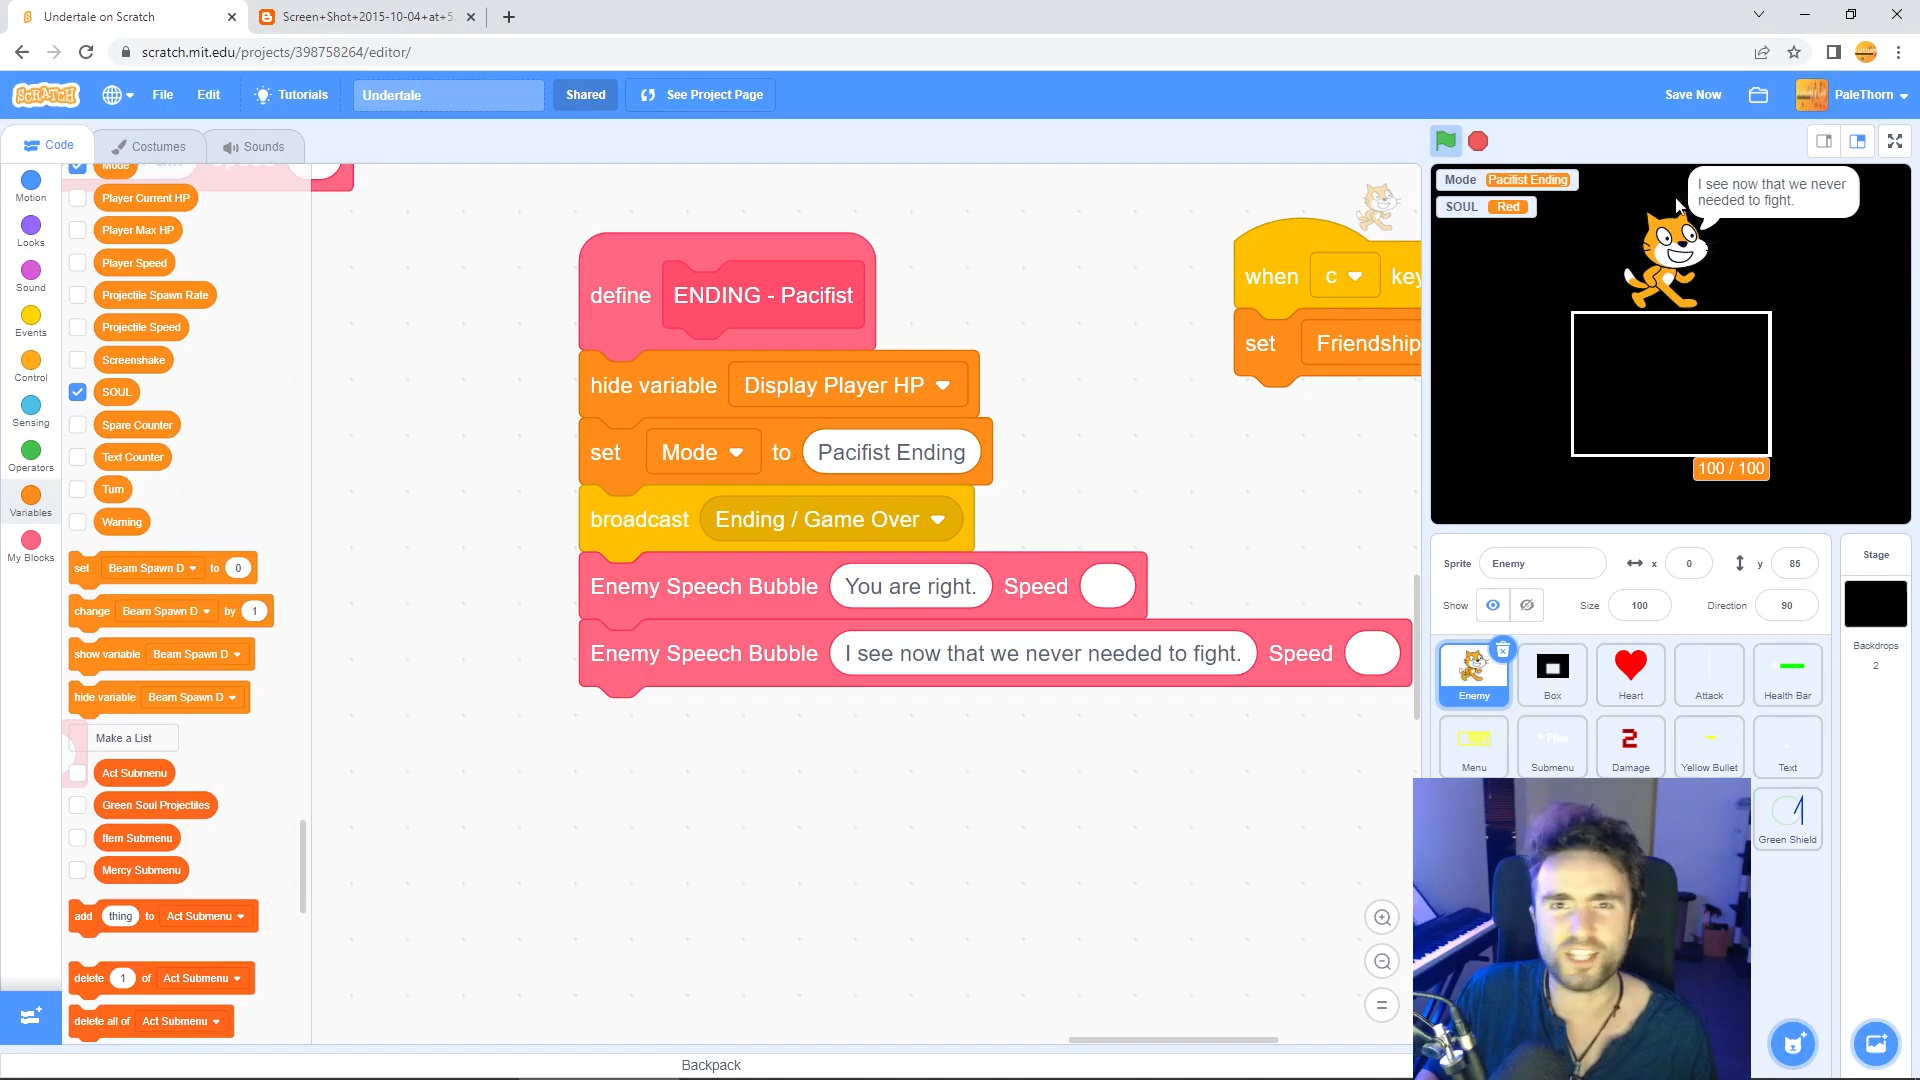 Undertale on Scratch
Screen+Shot+2015-10-04+at+5.
scratch.mit.edu/projects/398758264/editor/
SCRATCH
File
Edit
Tutorials
Undertale
Shared
See Project Page
Save Now
PaleThorn
Code
Costumes
Sounds
Motion
Looks
Sound
Events
Control
Sensing
Operators
Variables
My Blocks
Mode
Player Current HP
Player Max HP
Player Speed
Projectile Spawn Rate
Projectile Speed
Screenshake
SOUL
Spare Counter
Text Counter
Turn
Warning
set Beam Spawn D to 0
change Beam Spawn D by 1
show variable Beam Spawn D
hide variable Beam Spawn D
Make a List
Act Submenu
Green Soul Projectiles
Item Submenu
Mercy Submenu
add thing to Act Submenu
delete 1 of Act Submenu
delete all of Act Submenu
define ENDING - Pacifist
hide variable Display Player HP
set Mode to Pacifist Ending
broadcast Ending / Game Over
Enemy Speech Bubble You are right. Speed
Enemy Speech Bubble I see now that we never needed to fight. Speed
when c key
set Friendship
Backpack
Mode Pacifist Ending
SOUL Red
I see now that we never
needed to fight.
100 / 100
Sprite Enemy x 0 y 85
Show Size 100 Direction 90
Enemy
Box
Heart
Attack
Health Bar
Menu
Submenu
2
Damage
Yellow Bullet
Text
Green Shield
Stage
Backdrops
2